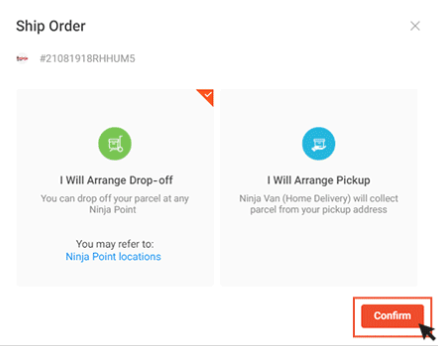 Ship Order
#21081918RHHUM5
I Will Arrange Drop-off
You can drop off your parcel at any
Ninja Point
You may refer to:
Ninja Point locations
I Will Arrange Pickup
Ninja Van (Home Delivery) will collect
parcel from your pickup address
Confirm